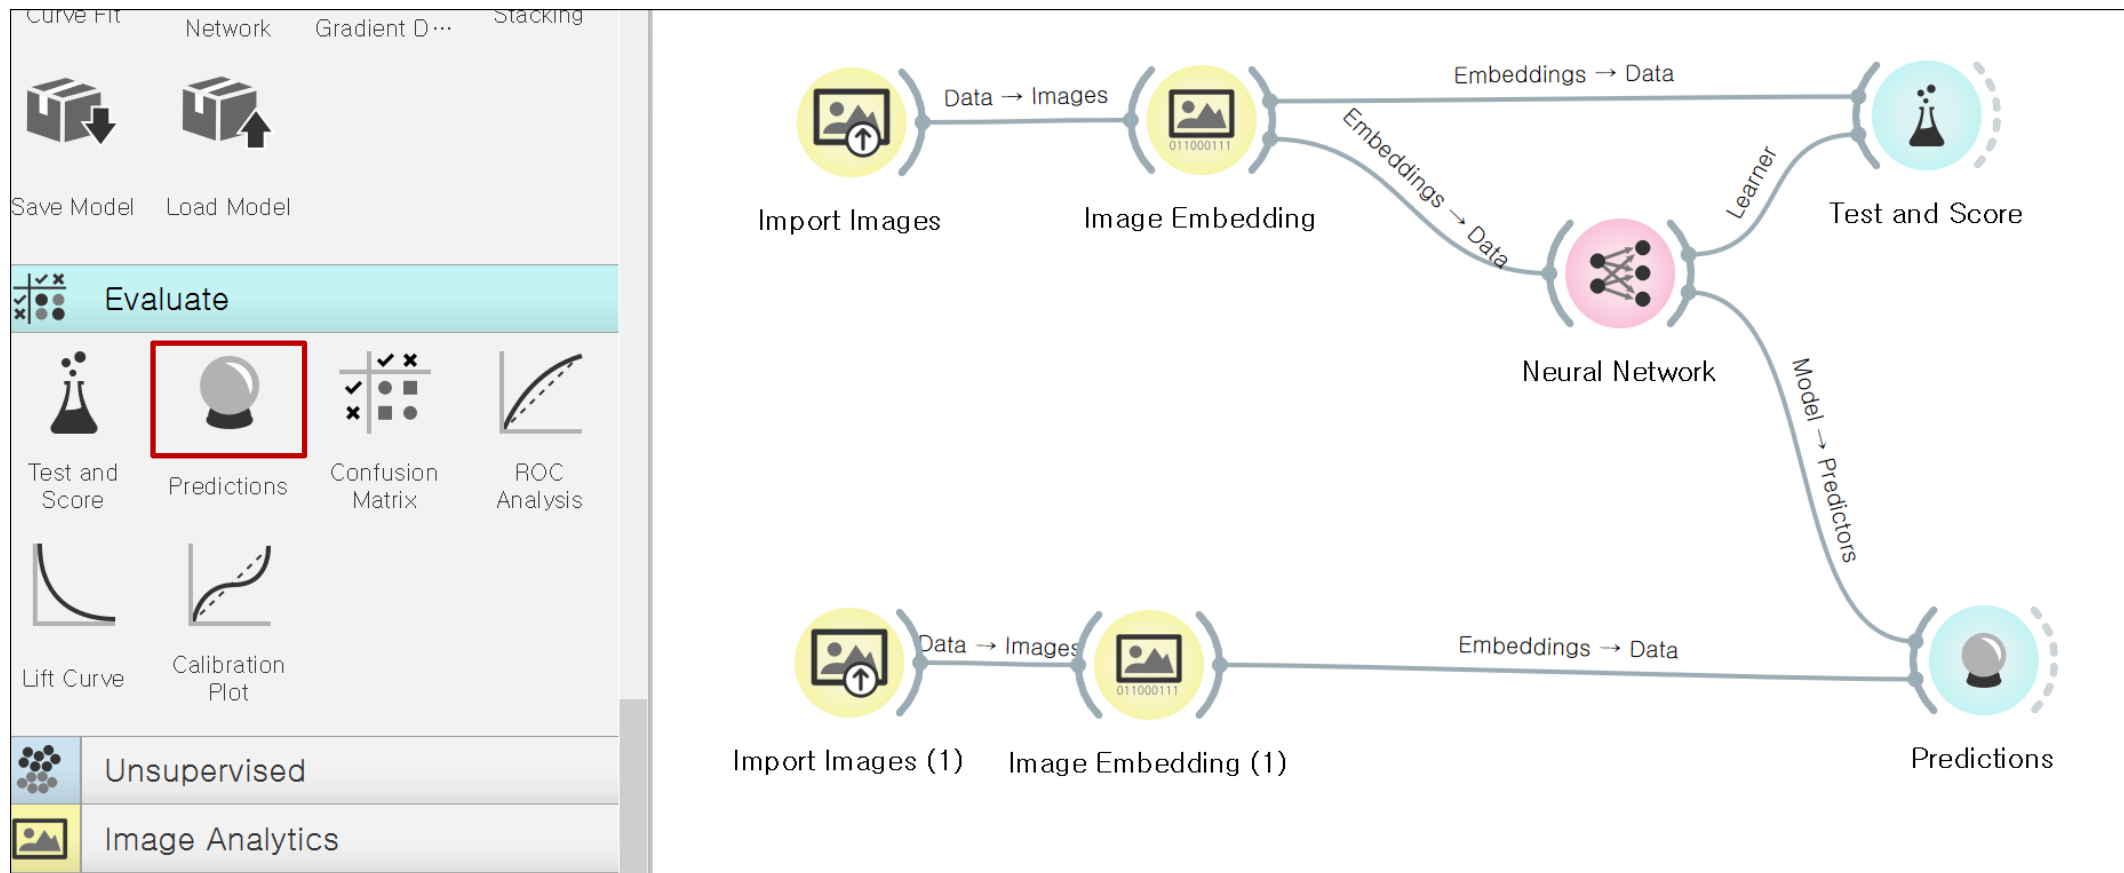 Curve Fit
Network
Gradient D···
Stacking
Save Model
Load Model
Evaluate
Test and
Score
Predictions
Confusion
Matrix
ROC
Analysis
Lift Curve
Calibration
Plot
Unsupervised
Image Analytics
Data → Images
Embeddings → Data
Embeddings → Data
Learner
011000111
Import Images
Image Embedding
Test and Score
Neural Network
Model → Predictors
Data → Images
Embeddings → Data
011000111
Import Images (1)
Image Embedding (1)
Predictions